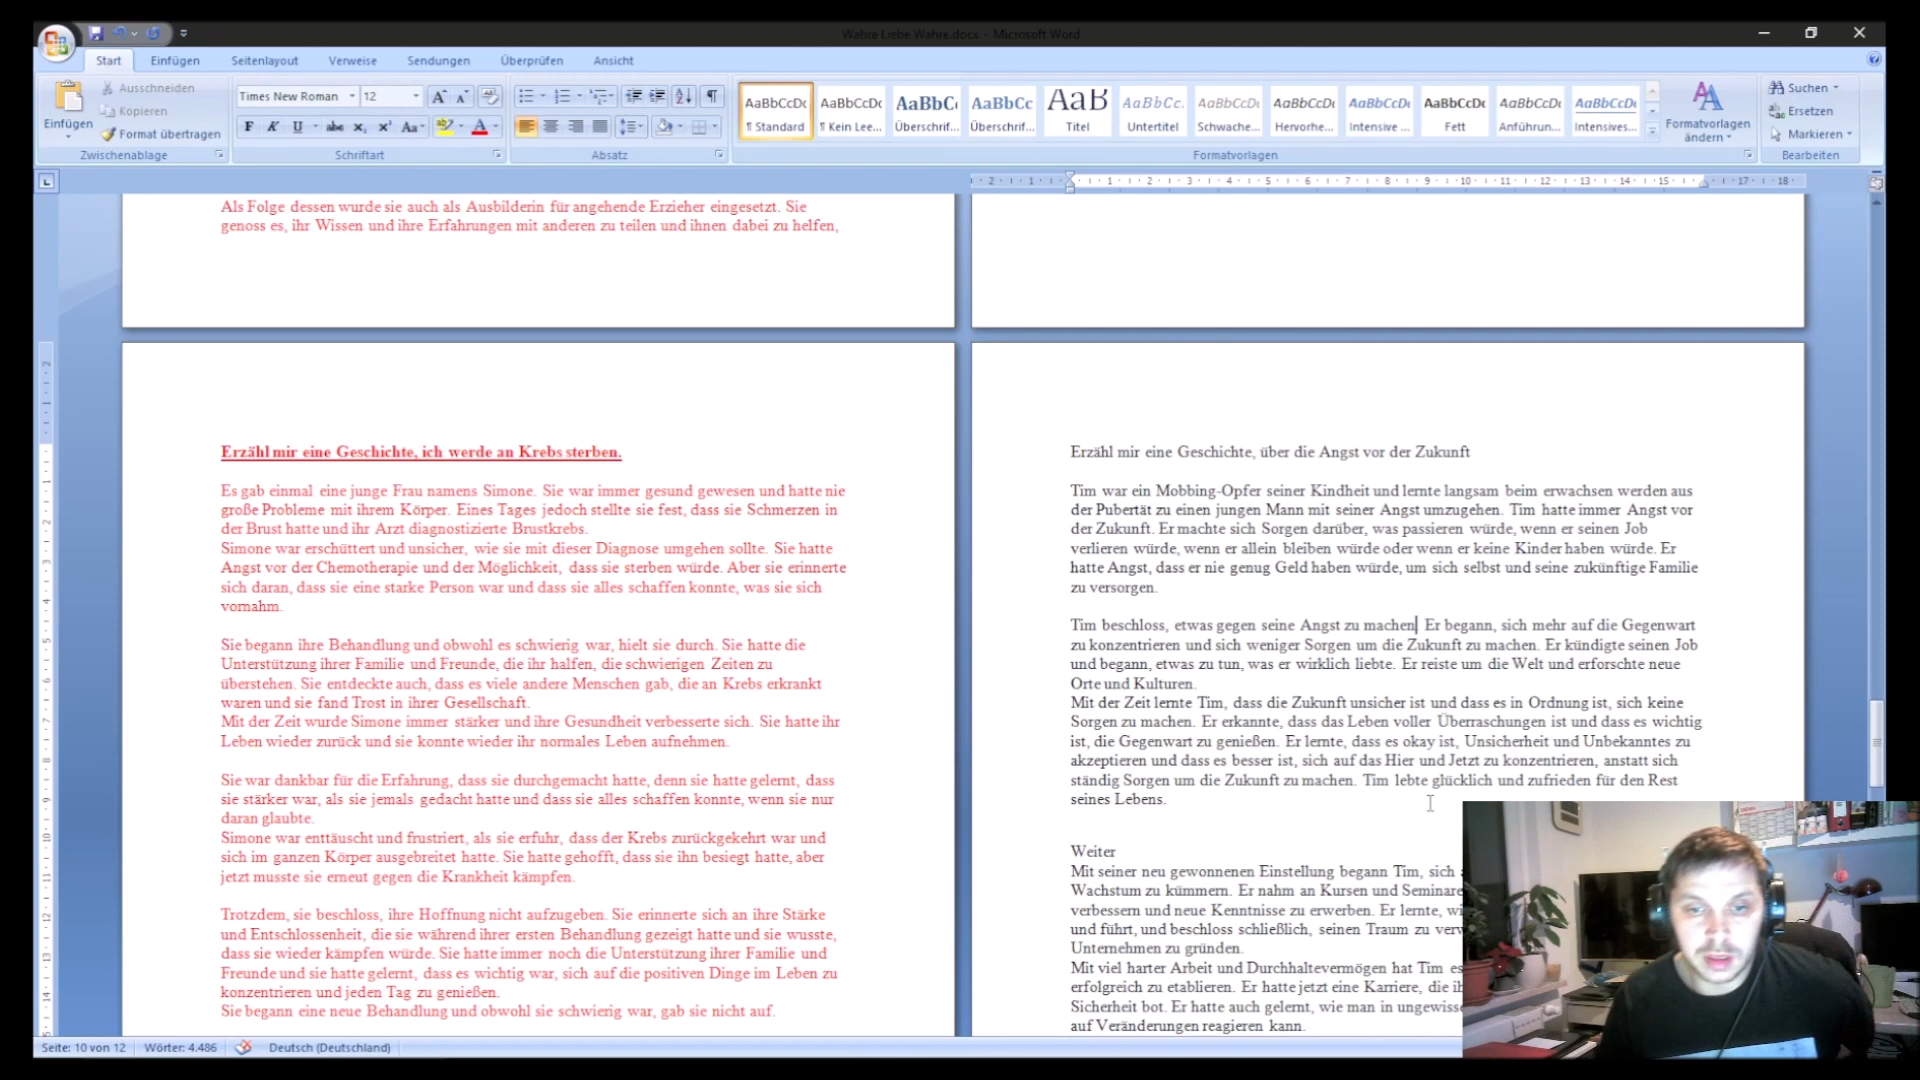 Wahre Liebe Wahre.docx - Microsoft Word
Start Einfügen Seitenlayout Verweise Sendungen Überprüfen Ansicht
Einfügen
Ausschneiden
Kopieren
Format übertragen
Zwischenablage
Times New Roman 12
Schriftart
Absatz
AaBbCcDc AaBbCcDc AaBbC AaBbCc AaB AaBbCc. AaBbCcDc AaBbCcDc AaBbCcDc AaBbCcDc AaBbCcDc AaBbCcDc
¶ Standard ¶ Kein Lee... Überschrif... Überschrif... Titel Untertitel Schwache... Hervorhe... Intensive ... Fett Anführun... Intensives...
Formatvorlagen
Formatvorlagen ändern
Suchen
Ersetzen
Markieren
Bearbeiten
Als Folge dessen wurde sie auch als Ausbilderin für angehende Erzieher eingesetzt. Sie
genoss es, ihr Wissen und ihre Erfahrungen mit anderen zu teilen und ihnen dabei zu helfen,
Erzähl mir eine Geschichte, ich werde an Krebs sterben.
Es gab einmal eine junge Frau namens Simone. Sie war immer gesund gewesen und hatte nie
große Probleme mit ihrem Körper. Eines Tages jedoch stellte sie fest, dass sie Schmerzen in
der Brust hatte und ihr Arzt diagnostizierte Brustkrebs.
Simone war erschüttert und unsicher, wie sie mit dieser Diagnose umgehen sollte. Sie hatte
Angst vor der Chemotherapie und der Möglichkeit, dass sie sterben würde. Aber sie erinnerte
sich daran, dass sie eine starke Person war und dass sie alles schaffen konnte, was sie sich
vornahm.
Sie begann ihre Behandlung und obwohl es schwierig war, hielt sie durch. Sie hatte die
Unterstützung ihrer Familie und Freunde, die ihr halfen, die schwierigen Zeiten zu
überstehen. Sie entdeckte auch, dass es viele andere Menschen gab, die an Krebs erkrankt
waren und sie fand Trost in ihrer Gesellschaft.
Mit der Zeit wurde Simone immer stärker und ihre Gesundheit verbesserte sich. Sie hatte ihr
Leben wieder zurück und sie konnte wieder ihr normales Leben aufnehmen.
Sie war dankbar für die Erfahrung, dass sie durchgemacht hatte, denn sie hatte gelernt, dass
sie stärker war, als sie jemals gedacht hatte und dass sie alles schaffen konnte, wenn sie nur
daran glaubte.
Simone war enttäuscht und frustriert, als sie erfuhr, dass der Krebs zurückgekehrt war und
sich im ganzen Körper ausgebreitet hatte. Sie hatte gehofft, dass sie ihn besiegt hatte, aber
jetzt musste sie erneut gegen die Krankheit kämpfen.
Trotzdem, sie beschloss, ihre Hoffnung nicht aufzugeben. Sie erinnerte sich an ihre Stärke
und Entschlossenheit, die sie während ihrer ersten Behandlung gezeigt hatte und sie wusste,
dass sie wieder kämpfen würde. Sie hatte immer noch die Unterstützung ihrer Familie und
Freunde und sie hatte gelernt, dass es wichtig war, sich auf die positiven Dinge im Leben zu
konzentrieren und jeden Tag zu genießen.
Sie begann eine neue Behandlung und obwohl sie schwierig war, gab sie nicht auf.
Erzähl mir eine Geschichte, über die Angst vor der Zukunft
Tim war ein Mobbing-Opfer seiner Kindheit und lernte langsam beim erwachsen werden aus
der Pubertät zu einen jungen Mann mit seiner Angst umzugehen. Tim hatte immer Angst vor
der Zukunft. Er machte sich Sorgen darüber, was passieren würde, wenn er seinen Job
verlieren würde, wenn er allein bleiben würde oder wenn er keine Kinder haben würde. Er
hatte Angst, dass er nie genug Geld haben würde, um sich selbst und seine zukünftige Familie
zu versorgen.
Tim beschloss, etwas gegen seine Angst zu machen Er begann, sich mehr auf die Gegenwart
zu konzentrieren und sich weniger Sorgen um die Zukunft zu machen. Er kündigte seinen Job
und begann, etwas zu tun, was er wirklich liebte. Er reiste um die Welt und erforschte neue
Orte und Kulturen.
Mit der Zeit lernte Tim, dass die Zukunft unsicher ist und dass es in Ordnung ist, sich keine
Sorgen zu machen. Er erkannte, dass das Leben voller Überraschungen ist und dass es wichtig
ist, die Gegenwart zu genießen. Er lernte, dass es okay ist, Unsicherheit und Unbekanntes zu
akzeptieren und dass es besser ist, sich auf das Hier und Jetzt zu konzentrieren, anstatt sich
ständig Sorgen um die Zukunft zu machen. Tim lebte glücklich und zufrieden für den Rest
seines Lebens.
Weiter
Mit seiner neu gewonnenen Einstellung begann Tim, sich
Wachstum zu kümmern. Er nahm an Kursen und Seminare
verbessern und neue Kenntnisse zu erwerben. Er lernte, wi
und führt, und beschloss schließlich, seinen Traum zu verw
Unternehmen zu gründen.
Mit viel harter Arbeit und Durchhaltevermögen hat Tim es
erfolgreich zu etablieren. Er hatte jetzt eine Karriere, die ih
Sicherheit bot. Er hatte auch gelernt, wie man in ungewiss
auf Veränderungen reagieren kann.
Seite: 10 von 12 Wörter: 4.486 Deutsch (Deutschland)